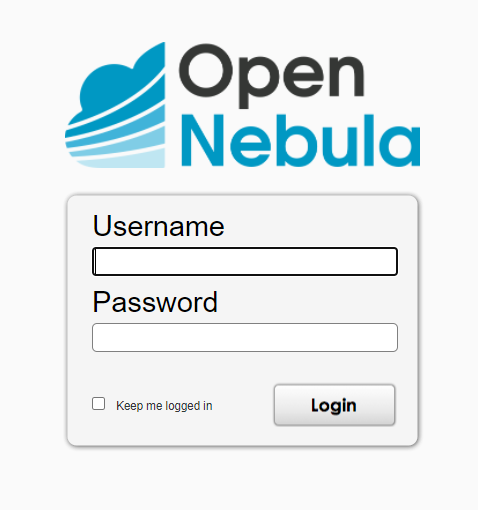 Open
Nebula
Username
Password
Keep me logged in
Login